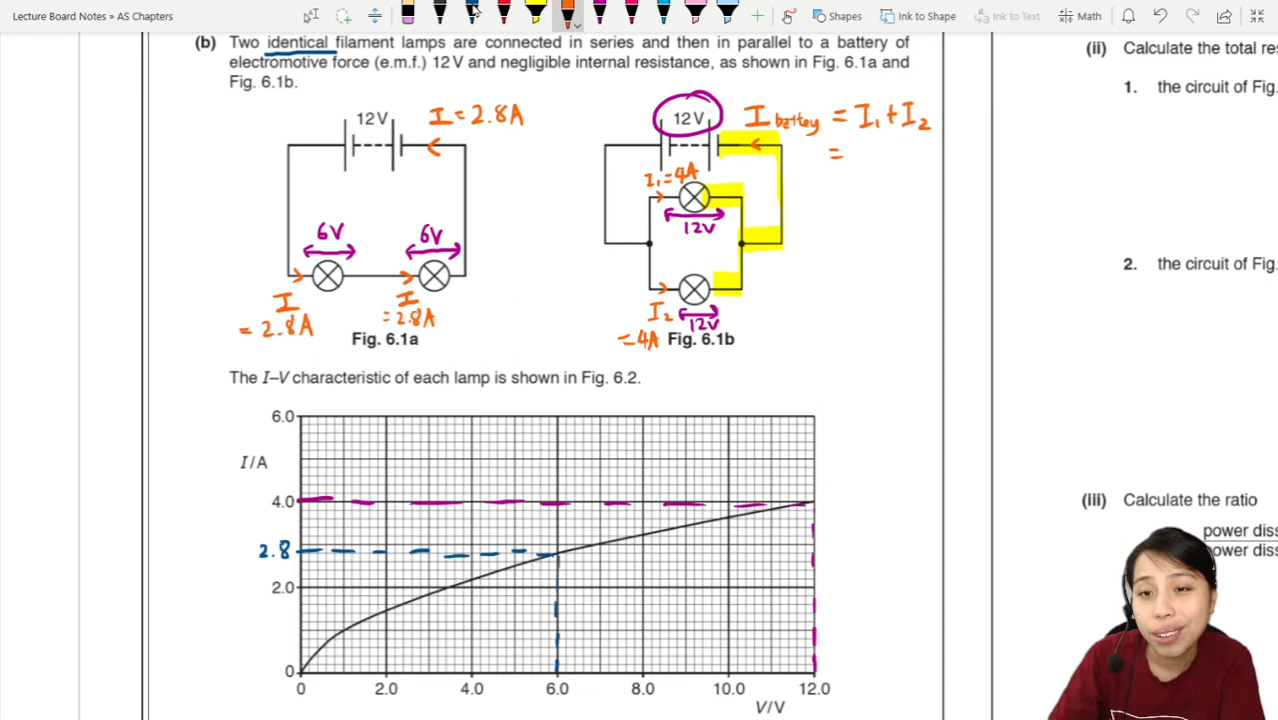 Lecture Board Notes » AS Chapters
Shapes
Ink to Shape
Ink to Text
Math
(b) Two identical filament lamps are connected in series and then in parallel to a battery of
electromotive force (e.m.f.) 12 V and negligible internal resistance, as shown in Fig. 6.1a and
Fig. 6.1b.
12 V
I = 2.8A
6V
6V
I
= 2.8A
I
= 2.8A
Fig. 6.1a
12 V
I battery = I₁ + I₂
=
I₁ = 4A
12V
I₂
= 4A
12V
Fig. 6.1b
The I–V characteristic of each lamp is shown in Fig. 6.2.
6.0
I/A
4.0
2.8
2.0
0
0 2.0 4.0 6.0 8.0 10.0 12.0
V/V
(ii) Calculate the total
1. the circuit of Fig.
2. the circuit of Fig.
(iii) Calculate the ratio
power
power